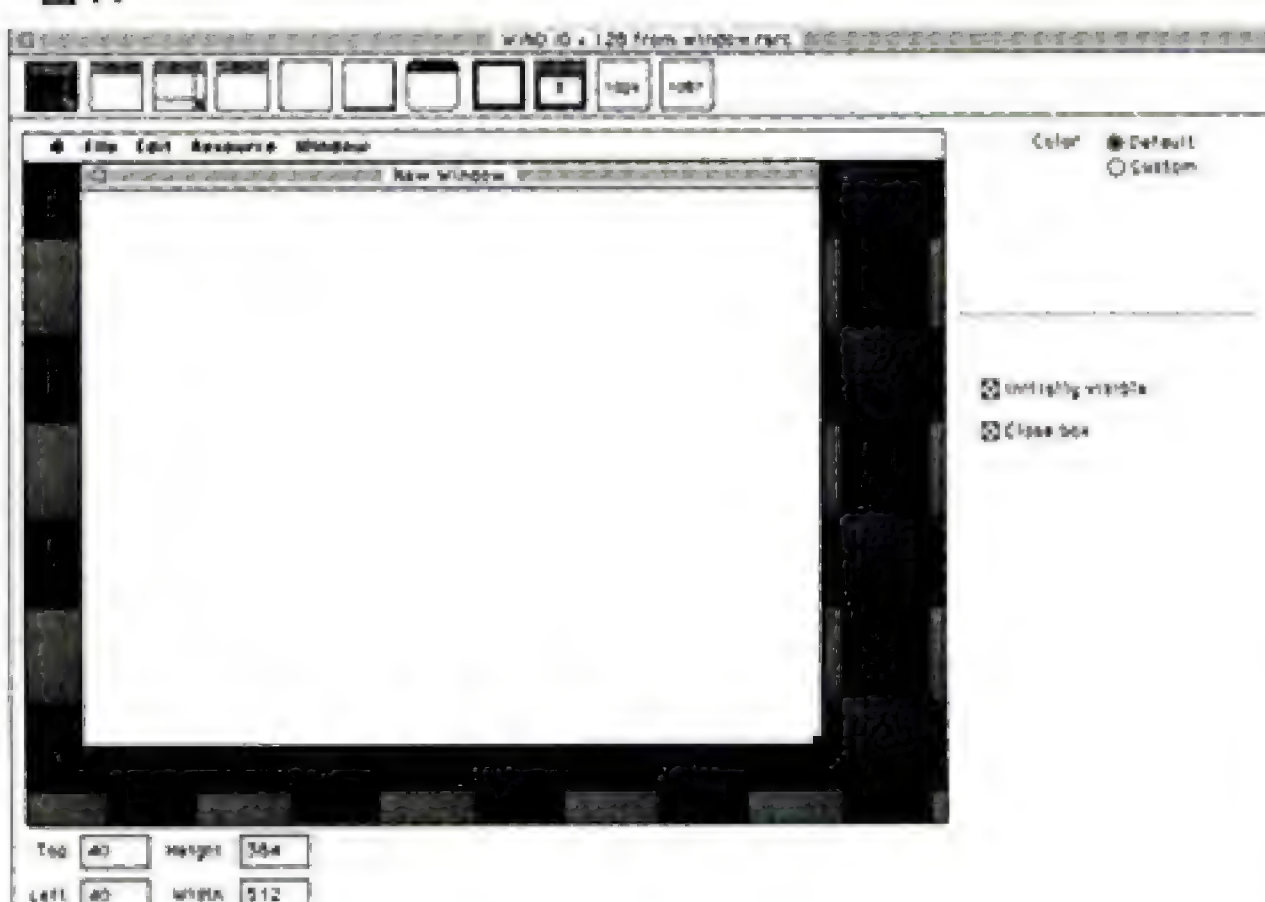 WIND ID = 128 from window.rsrc
File Edit Resource Window
New Window
Color Default
Custom
Initially visible
Close box
Top 40 Height 384
Left 40 Width 512